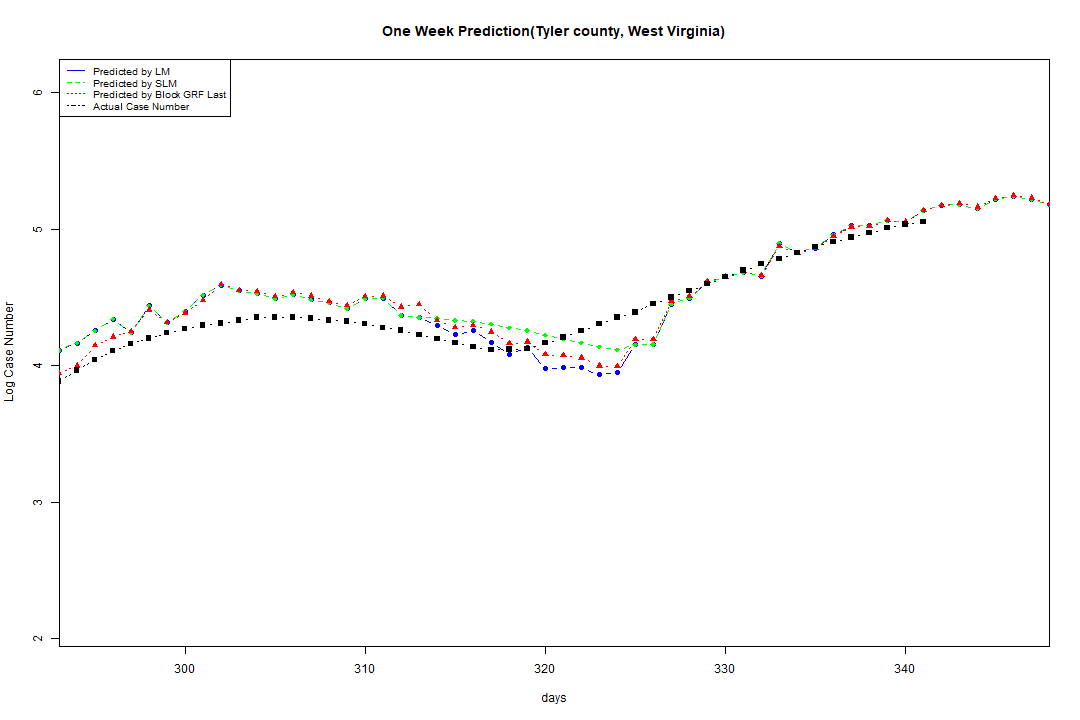 One Week Prediction(Tyler county, West Virginia)
Predicted by LM
Predicted by SLM
Predicted by Block GRF Last
Actual Case Number
6
5
4
3
2
Log Case Number
300 310 320 330 340
days